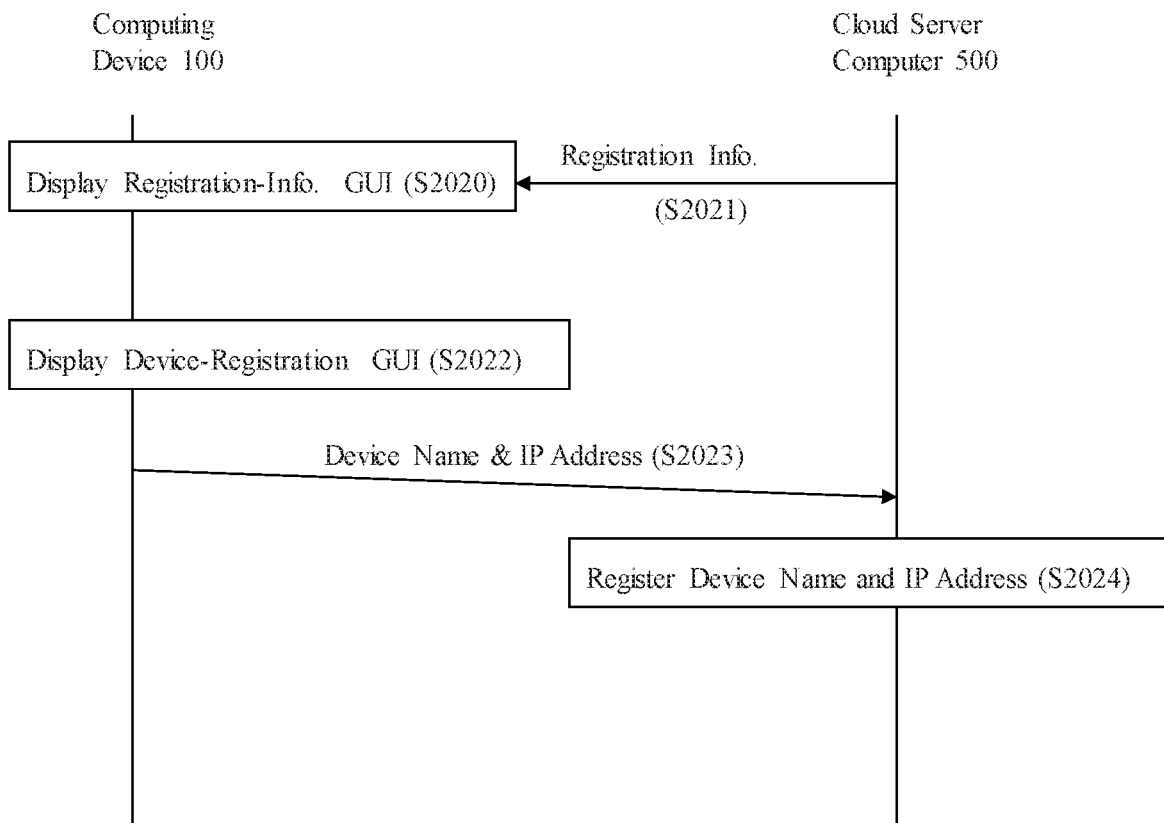 Computing
Device 100
Cloud Server
Computer 500
Registration Info.
Display Registration-Info. GUI (S2020)
(S2021)
Display Device-Registration GUI (S2022)
Device Name & IP Address (S2023)
Register Device Name and IP Address (S2024)